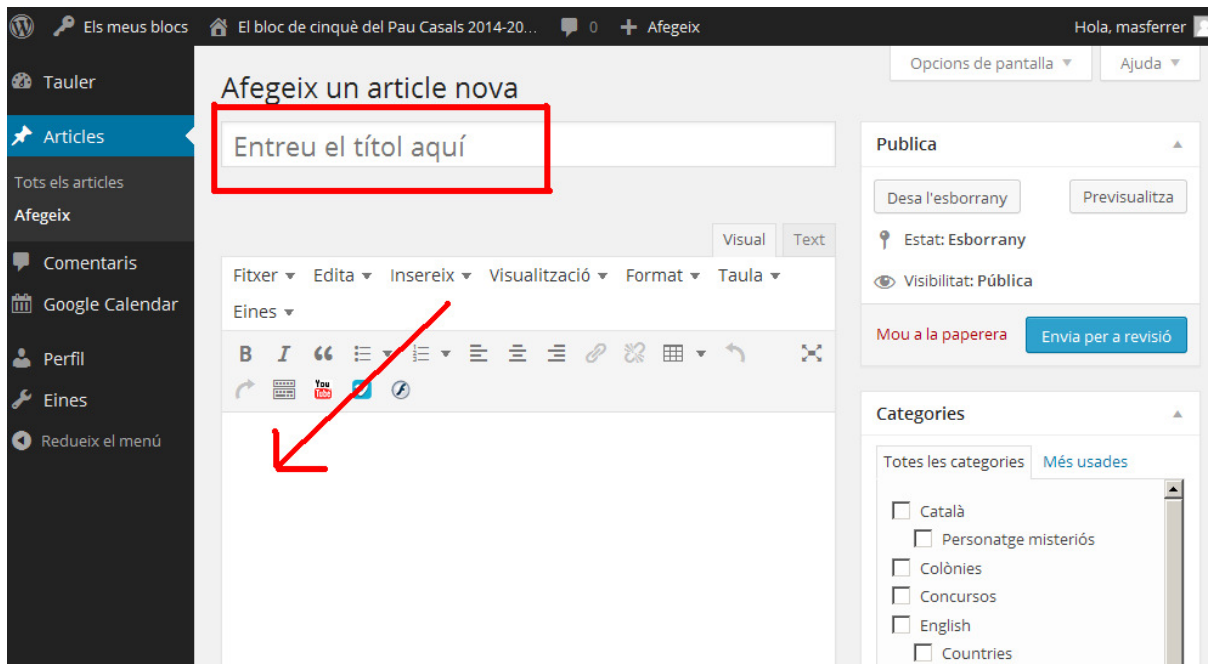 Els meus blocs El bloc de cinquè del Pau Casals 2014-20... 0 Afegeix Hola, masferrer
Opcions de pantalla Ajuda
Tauler
Articles
Tots els articles
Afegeix
Comentaris
Google Calendar
Perfil
Eines
Redueix el menú
Afegeix un article nova
Entreu el títol aquí
Visual Text
Fitxer Edita Insereix Visualització Format Taula
Eines
B I
You Tube
Publica
Desa l'esborrany Previsualitza
Estat: Esborrany
Visibilitat: Pública
Mou a la paperera Envia per a revisió
Categories
Totes les categories Més usades
Català
Personatge misteriós
Colònies
Concursos
English
Countries